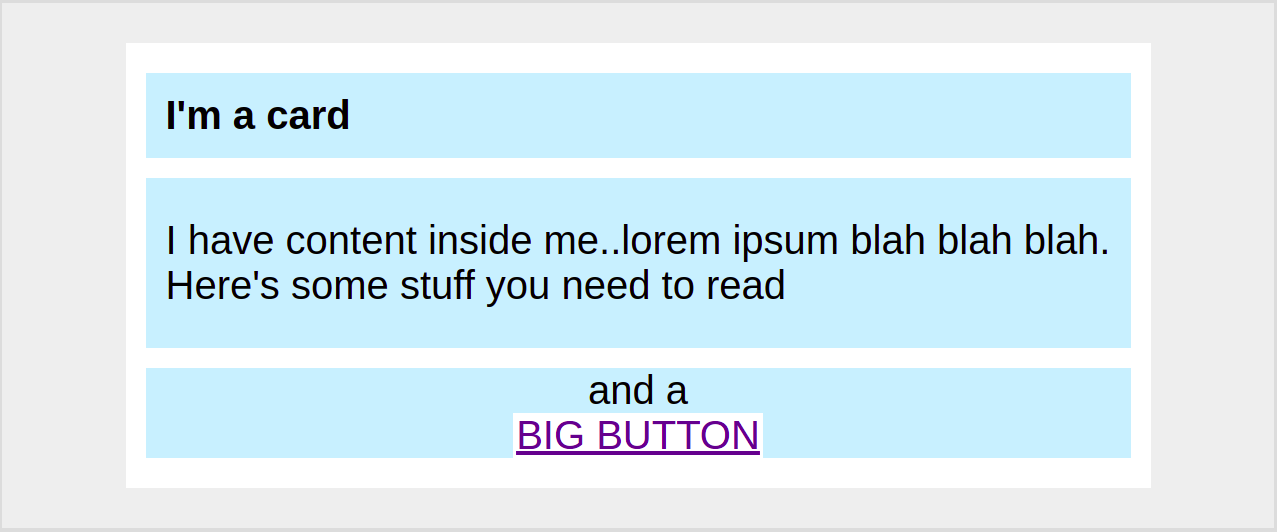 I'm a card
I have content inside me..lorem ipsum blah blah blah.
Here's some stuff you need to read
and a
BIG BUTTON